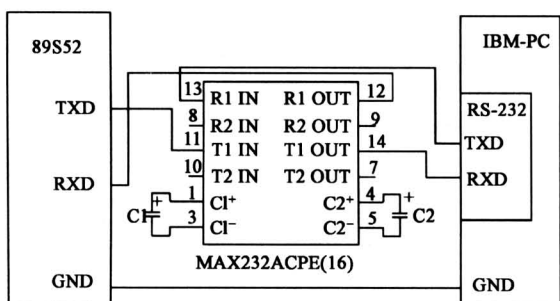 89S52
IBM-PC
13 R1 IN R1 OUT 12
RS-232
TXD
8 R2 IN R2 OUT 9
11 T1 IN T1 OUT 14
TXD
10 T2 IN T2 OUT 7
RXD
RXD
1 Cl+ C2+ 4
+ C1 + C2
3 Cl− C2− 5
MAX232ACPE(16)
GND
GND